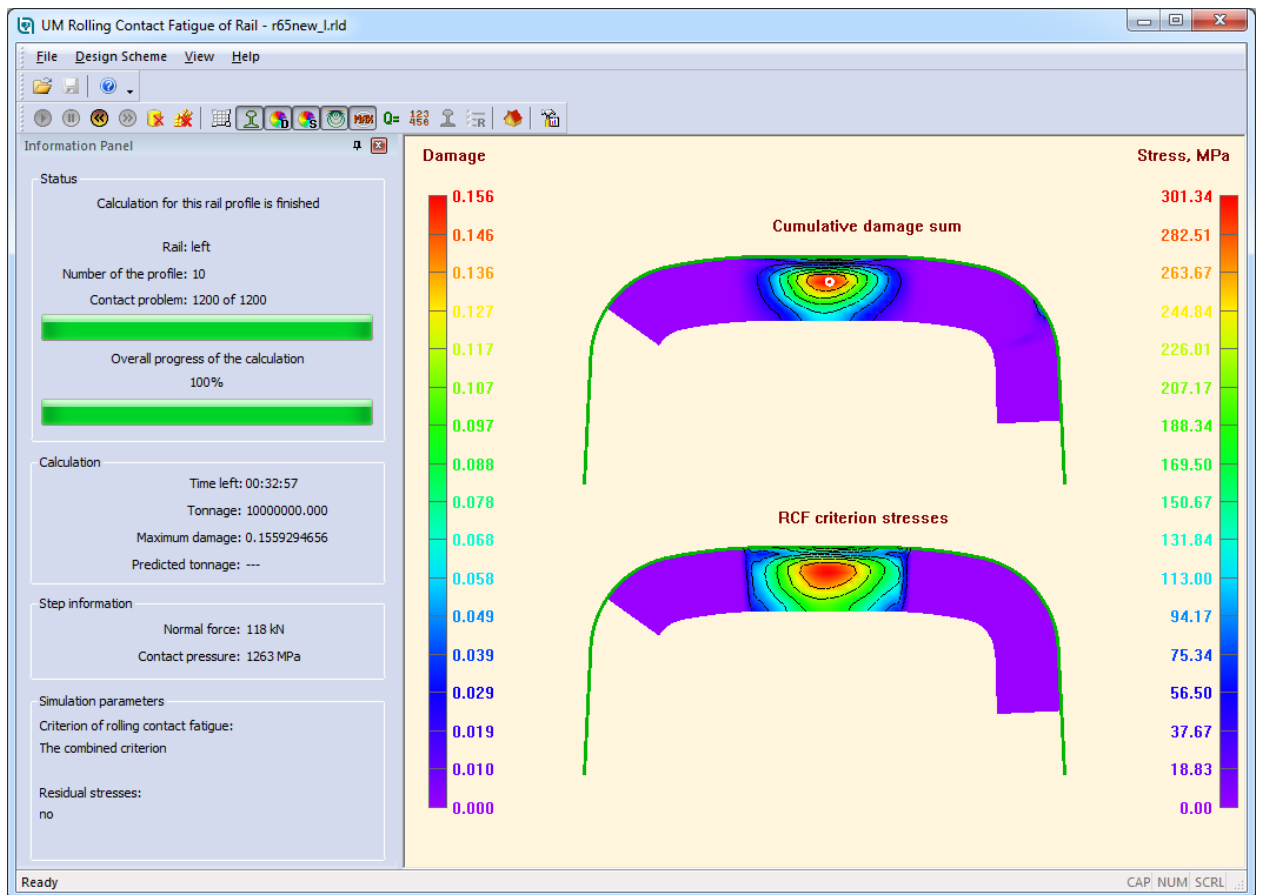 UM Rolling Contact Fatigue of Rail - r65new_l.rld
File Design Scheme View Help
Q= 123 456 ER
MAX
D
S
Information Panel
Status
Calculation for this rail profile is finished
Rail: left
Number of the profile: 10
Contact problem: 1200 of 1200
Overall progress of the calculation
100%
Calculation
Time left: 00:32:57
Tonnage: 10000000.000
Maximum damage: 0.1559294656
Predicted tonnage: ---
Step information
Normal force: 118 kN
Contact pressure: 1263 MPa
Simulation parameters
Criterion of rolling contact fatigue:
The combined criterion
Residual stresses:
no
Damage
0.156
0.146
0.136
0.127
0.117
0.107
0.097
0.088
0.078
0.068
0.058
0.049
0.039
0.029
0.019
0.010
0.000
Cumulative damage sum
RCF criterion stresses
Stress, MPa
301.34
282.51
263.67
244.84
226.01
207.17
188.34
169.50
150.67
131.84
113.00
94.17
75.34
56.50
37.67
18.83
0.00
Ready
CAP NUM SCRL